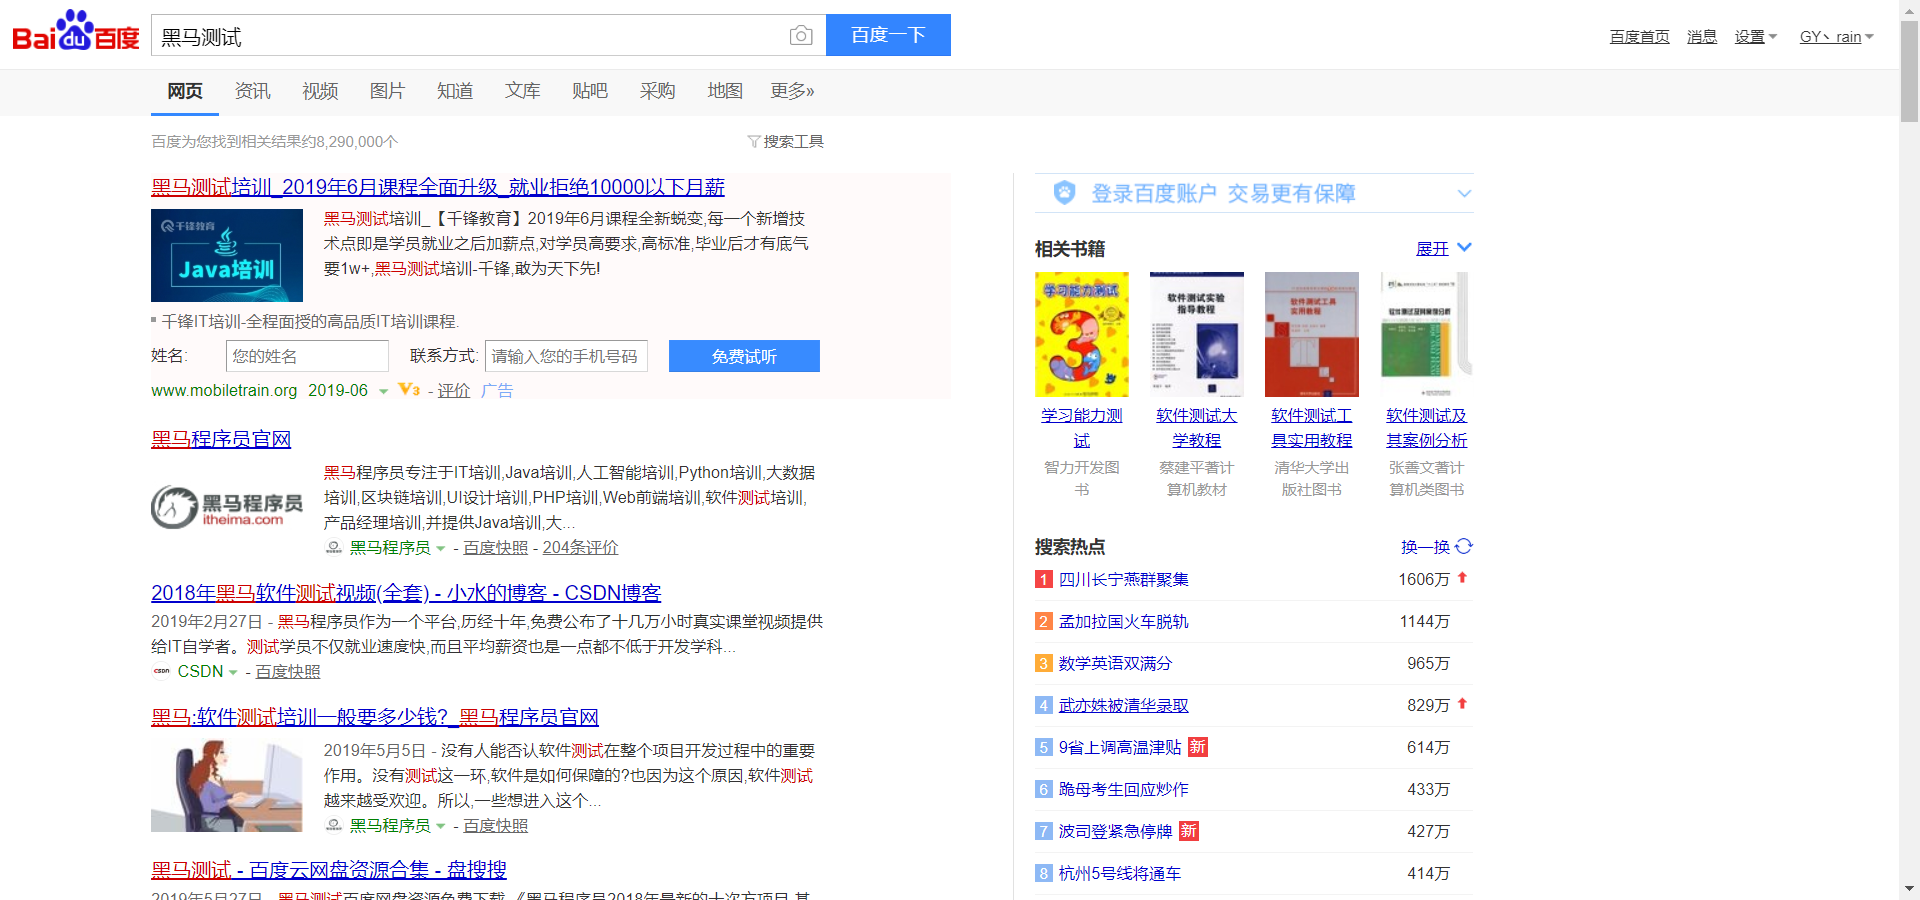 Bai du 百度
黑马测试
百度一下
百度首页 消息 设置 GY丶rain
网页 资讯 视频 图片 知道 文库 贴吧 采购 地图 更多»
百度为您找到相关结果约8,290,000个
搜索工具
黑马测试培训_2019年6月课程全面升级_就业拒绝10000以下月薪
千锋教育
Java培训
黑马测试培训_【千锋教育】2019年6月课程全新蜕变,每一个新增技
术点即是学员就业之后加薪点,对学员高要求,高标准,毕业后才有底气
要1w+,黑马测试培训-千锋,敢为天下先!
千锋IT培训-全程面授的高品质IT培训课程.
姓名: 您的姓名 联系方式: 请输入您的手机号码 免费试听
www.mobiletrain.org 2019-06 V3 - 评价 广告
黑马程序员官网
黑马程序员
itheima.com
黑马程序员专注于IT培训,Java培训,人工智能培训,Python培训,大数据
培训,区块链培训,UI设计培训,PHP培训,Web前端培训,软件测试培训,
产品经理培训,并提供Java培训,大...
黑马程序员 - 百度快照 - 204条评价
2018年黑马软件测试视频(全套) - 小水的博客 - CSDN博客
2019年2月27日 - 黑马程序员作为一个平台,历经十年,免费公布了十几万小时真实课堂视频提供
给IT自学者。测试学员不仅就业速度快,而且平均薪资也是一点都不低于开发学科...
CSDN CSDN - 百度快照
黑马:软件测试培训一般要多少钱?_黑马程序员官网
2019年5月5日 - 没有人能否认软件测试在整个项目开发过程中的重要
作用。没有测试这一环,软件是如何保障的?也因为这个原因,软件测试
越来越受欢迎。所以,一些想进入这个...
黑马程序员 - 百度快照
黑马测试 - 百度云网盘资源合集 - 盘搜搜
2019年5月27日 - 黑马测试百度网盘资源免费下载,《黑马程序员2018年最新的十次方项目,基
登录百度账户 交易更有保障
相关书籍 展开
学习能力测试
3
软件测试实验
指导教程
软件测试工具
实用教程
软件测试及其案例分析
学习能力测
试
智力开发图
书
软件测试大
学教程
蔡建平著计
算机教材
软件测试工
具实用教程
清华大学出
版社图书
软件测试及
其案例分析
张善文著计
算机类图书
搜索热点 换一换
1 四川长宁燕群聚集 1606万
2 孟加拉国火车脱轨 1144万
3 数学英语双满分 965万
4 武亦姝被清华录取 829万
5 9省上调高温津贴 新 614万
6 跪母考生回应炒作 433万
7 波司登紧急停牌 新 427万
8 杭州5号线将通车 414万